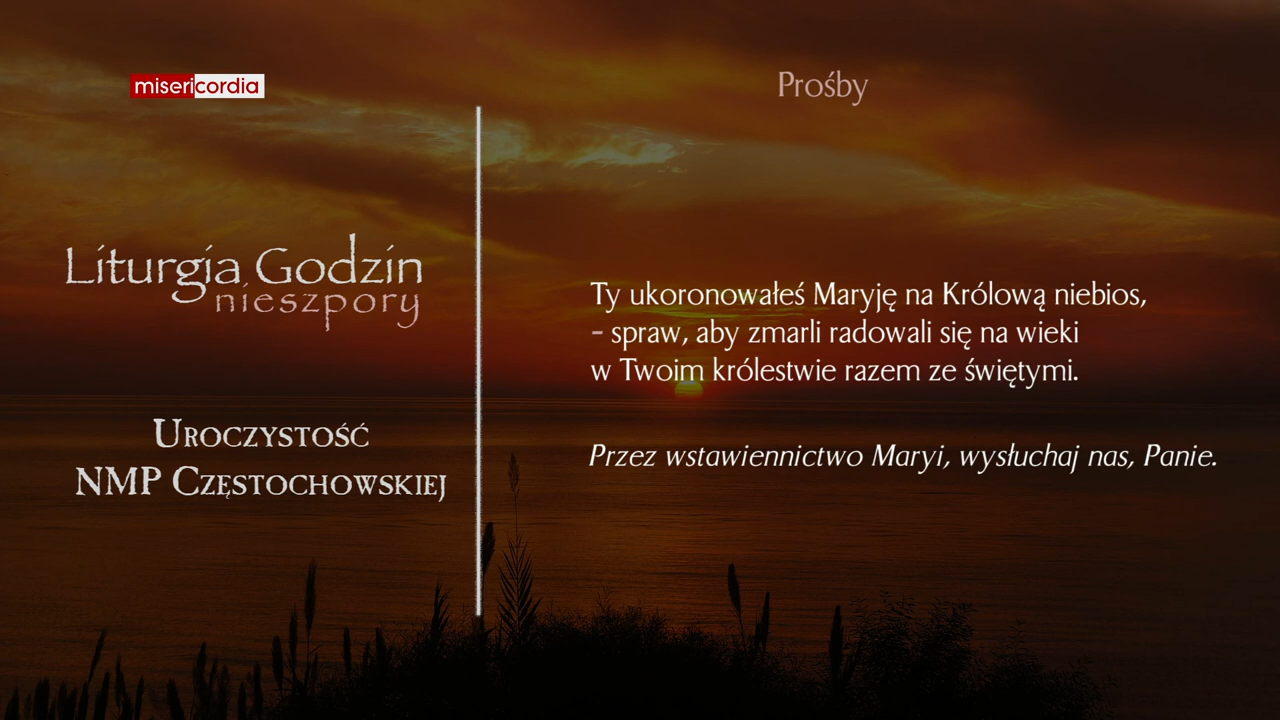 misericordia
Prośby
Liturgia Godzin
nieszpory
Uroczystość
NMP Częstochowskiej
Ty ukoronowałeś Maryję na Królową niebios,
- spraw, aby zmarli radowali się na wieki
w Twoim królestwie razem ze świętymi.
Przez wstawiennictwo Maryi, wysłuchaj nas, Panie.